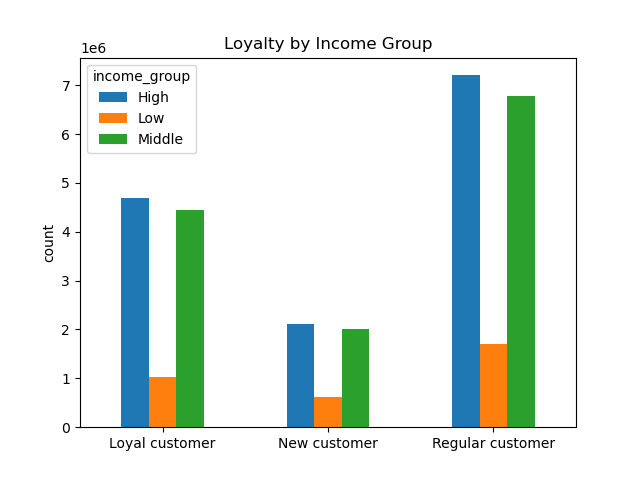 Loyalty by Income Group
1e6
income_group
High
Low
Middle
7
6
5
4
3
2
1
0
count
Loyal customer
New customer
Regular customer